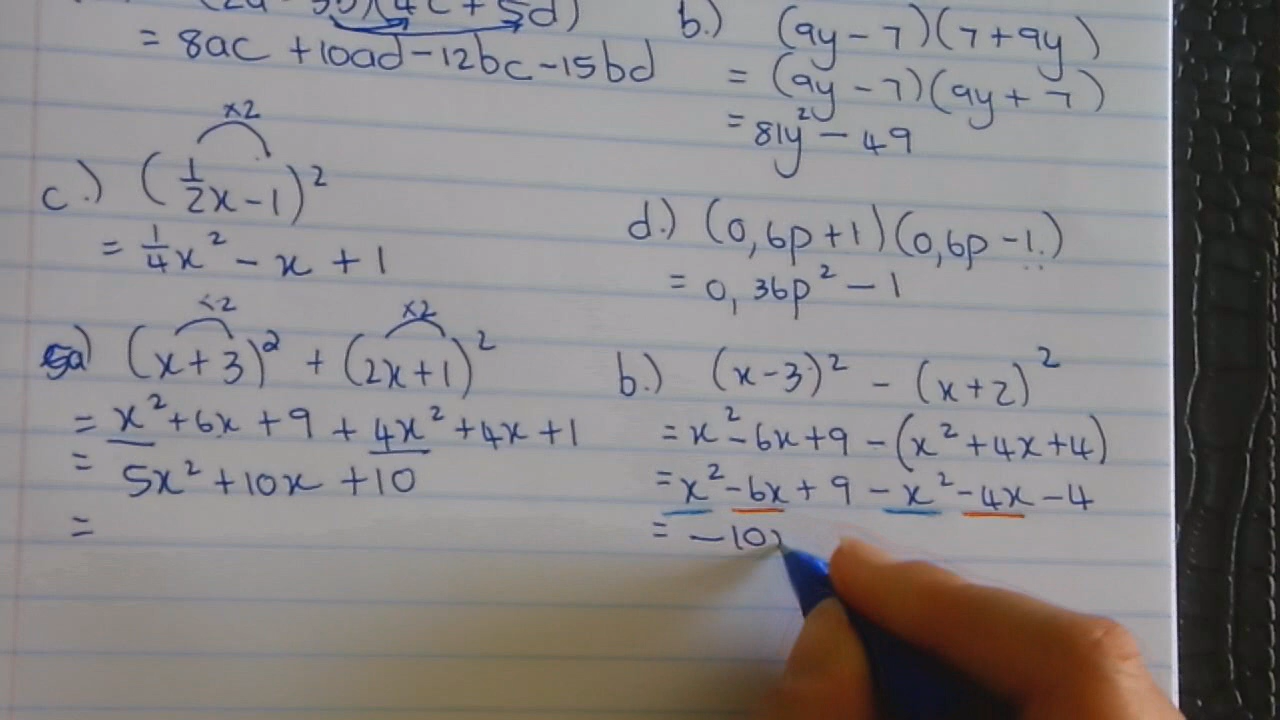 (4c + 5d)
= 8ac + 10ad - 12bc - 15bd
b.) (9y - 7)(7 + 9y)
= (9y - 7)(9y + 7)
= 81y² - 49
×2
c.) (1/2x - 1)²
= 1/4x² - x + 1
d.) (0,6p + 1)(0,6p - 1)
= 0,36p² - 1
×2 ×2
5a) (x + 3)² + (2x + 1)²
= x² + 6x + 9 + 4x² + 4x + 1
= 5x² + 10x + 10
=
b.) (x - 3)² - (x + 2)²
= x² - 6x + 9 - (x² + 4x + 4)
= x² - 6x + 9 - x² - 4x - 4
= - 10